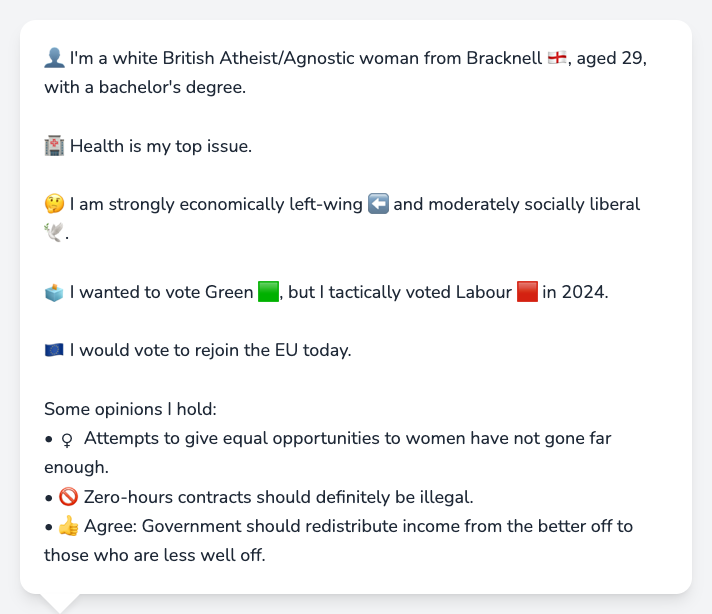 👤 I'm a white British Atheist/Agnostic woman from Bracknell 🏴󠁧󠁢󠁥󠁮󠁧󠁿, aged 29,
with a bachelor's degree.
🏥 Health is my top issue.
🤔 I am strongly economically left-wing ⬅️ and moderately socially liberal
🕊️.
🗳️ I wanted to vote Green 🟩, but I tactically voted Labour 🟥 in 2024.
🇪🇺 I would vote to rejoin the EU today.
Some opinions I hold:
• ♀ Attempts to give equal opportunities to women have not gone far
enough.
• 🚫 Zero-hours contracts should definitely be illegal.
• 👍 Agree: Government should redistribute income from the better off to
those who are less well off.